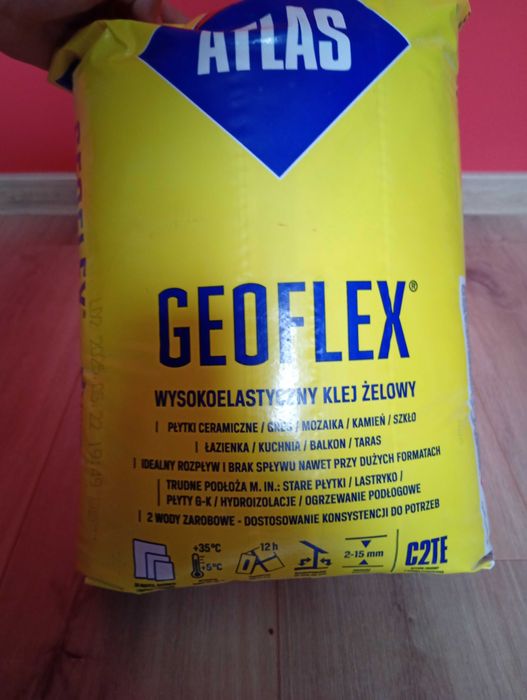 ATLAS
GEOFLEX®
WYSOKOELASTYCZNY KLEJ ŻELOWY
PŁYTKI CERAMICZNE / GRES / MOZAIKA / KAMIEŃ / SZKŁO
ŁAZIENKA / KUCHNIA / BALKON / TARAS
IDEALNY ROZPŁYW I BRAK SPŁYWU NAWET PRZY DUŻYCH FORMATACH
TRUDNE PODŁOŻA M. IN.: STARE PŁYTKI / LASTRYKO /
PŁYTY G-K / HYDROIZOLACJE / OGRZEWANIE PODŁOGOWE
2 WODY ZAROBOWE - DOSTOSOWANIE KONSYSTENCJI DO POTRZEB
+35°C
+5°C
12 h
2-15 mm
C2TE